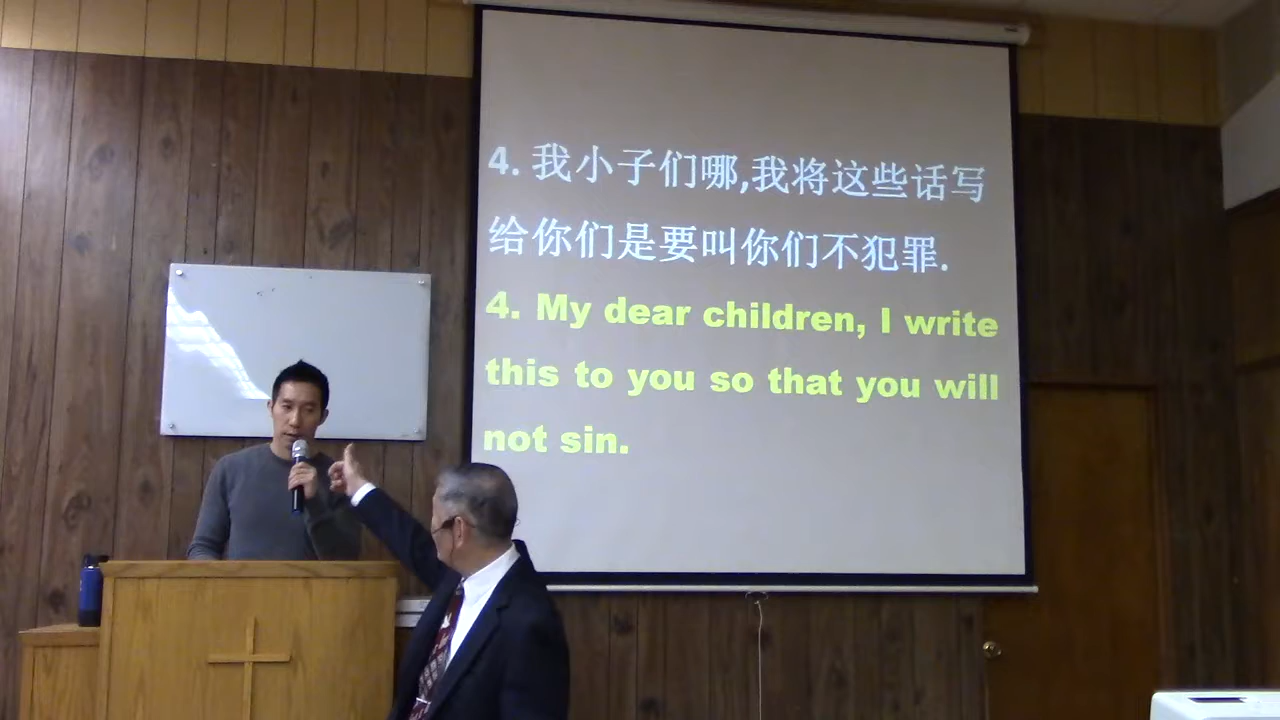 4. 我小子们哪,我将这些话写
给你们是要叫你们不犯罪.
4. My dear children, I write
this to you so that you will
not sin.